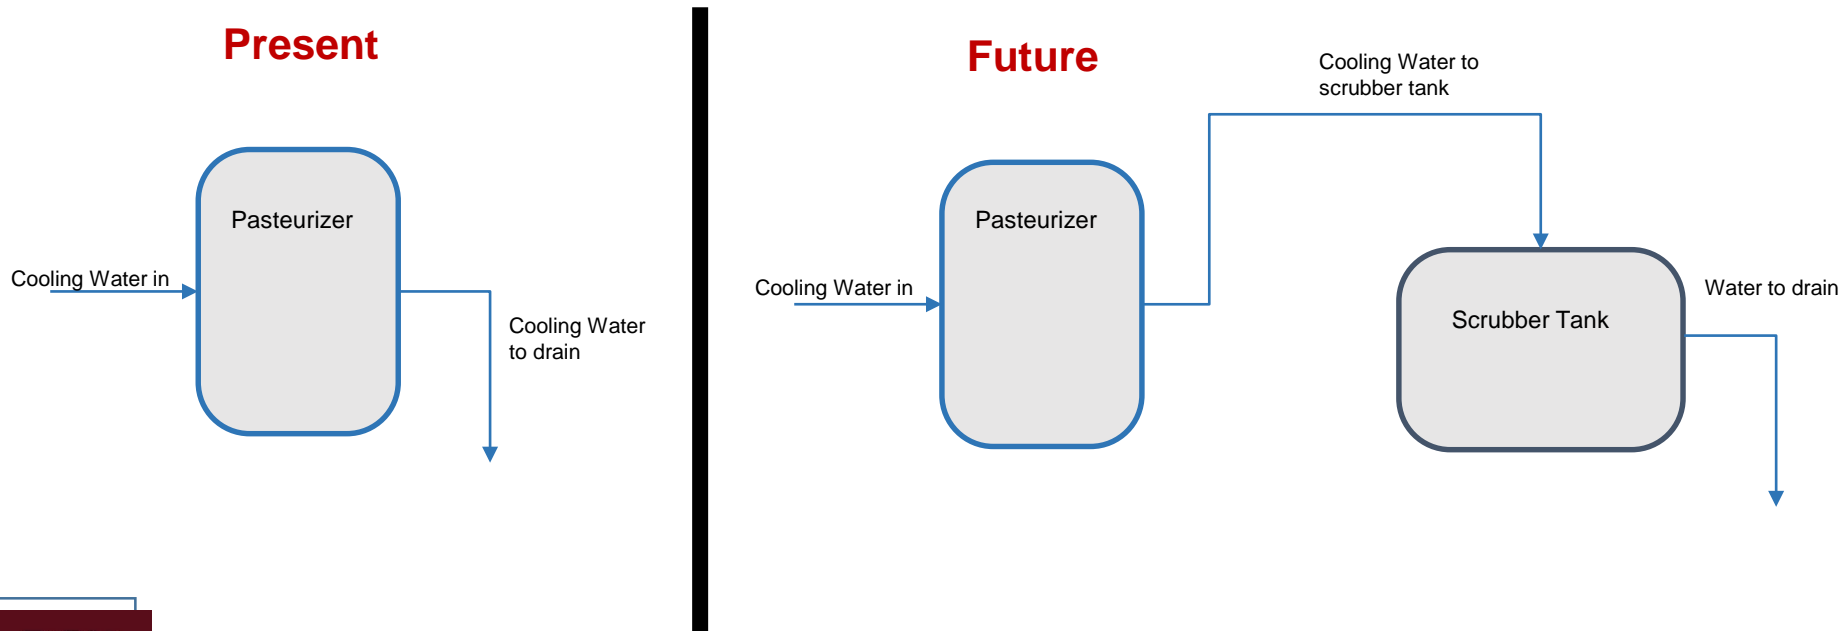 Present
Pasteurizer
Cooling Water in
Cooling Water
to drain
Future
Cooling Water to
scrubber tank
Pasteurizer
Cooling Water in
Scrubber Tank
Water to drain